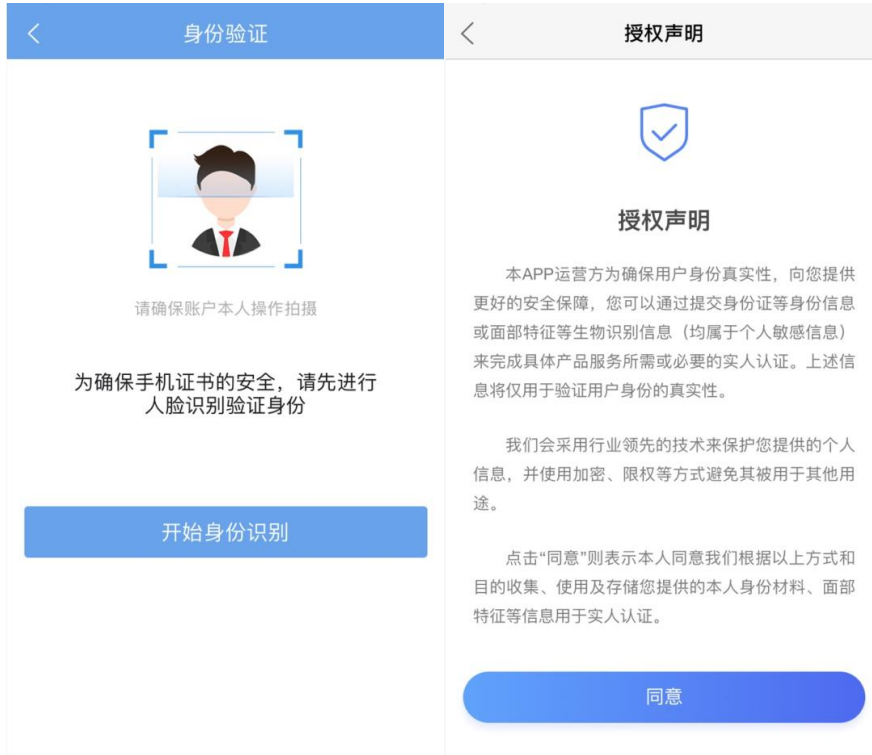 身份验证
请确保账户本人操作拍摄
为确保手机证书的安全，请先进行
人脸识别验证身份
开始身份识别
授权声明
授权声明
本APP运营方为确保用户身份真实性，向您提供
更好的安全保障，您可以通过提交身份证等身份信息
或面部特征等生物识别信息（均属于个人敏感信息）
来完成具体产品服务所需或必要的实人认证。上述信
息将仅用于验证用户身份的真实性。
我们会采用行业领先的技术来保护您提供的个人
信息，并使用加密、限权等方式避免其被用于其他用
途。
点击“同意”则表示本人同意我们根据以上方式和
目的收集、使用及存储您提供的本人身份材料、面部
特征等信息用于实人认证。
同意